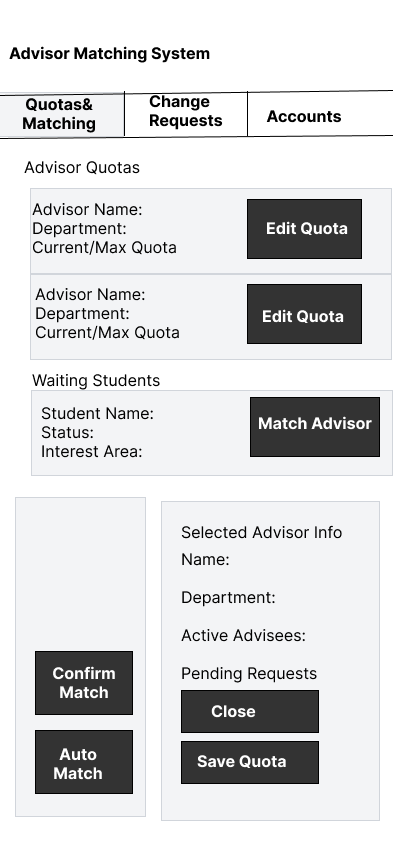 Advisor Matching System
Quotas&
Matching
Change
Requests
Accounts
Advisor Quotas
Advisor Name:
Department:
Current/Max Quota
Edit Quota
Advisor Name:
Department:
Current/Max Quota
Edit Quota
Waiting Students
Student Name:
Status:
Interest Area:
Match Advisor
Confirm
Match
Auto
Match
Selected Advisor Info
Name:
Department:
Active Advisees:
Pending Requests
Close
Save Quota